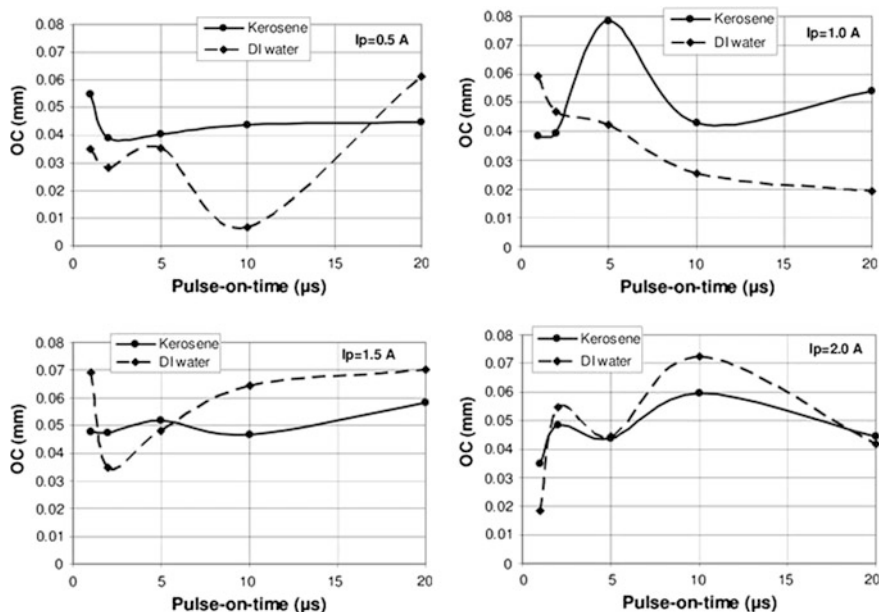 Kerosene
DI water
Ip=0.5 A
OC (mm)
0.08
0.07
0.06
0.05
0.04
0.03
0.02
0.01
0
0 5 10 15 20
Pulse-on-time (µs)
Kerosene
DI water
Ip=1.0 A
OC (mm)
0.08
0.07
0.06
0.05
0.04
0.03
0.02
0.01
0
0 5 10 15 20
Pulse-on-time (µs)
Kerosene
DI water
Ip=1.5 A
OC (mm)
0.08
0.07
0.06
0.05
0.04
0.03
0.02
0.01
0
0 5 10 15 20
Pulse-on-time (µs)
Kerosene
DI water
Ip=2.0 A
OC (mm)
0.08
0.07
0.06
0.05
0.04
0.03
0.02
0.01
0
0 5 10 15 20
Pulse-on-time (µs)